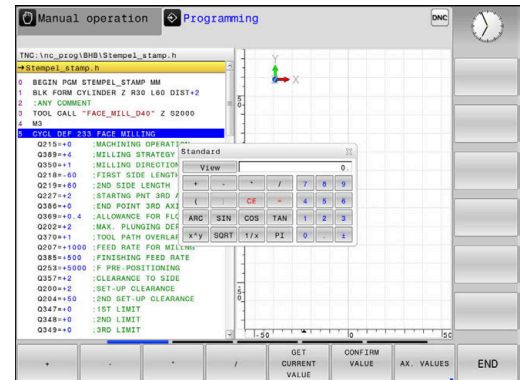 Manual operation
Programming
DNC
TNC:\nc_prog\BHB\Stempel_stamp.h
→Stempel_stamp.h
0 BEGIN PGM STEMPEL_STAMP MM
1 BLK FORM CYLINDER Z R30 L60 DIST+2
2 ;ANY COMMENT
3 TOOL CALL "FACE_MILL_D40" Z S2000
4 M3
5 CYCL DEF 233 FACE MILLING
Q215=+0 ;MACHINING OPERATION
Q389=+4 ;MILLING STRATEGY
Q350=+1 ;MILLING DIRECTION
Q218=-60 ;FIRST SIDE LENGTH
Q219=+60 ;2ND SIDE LENGTH
Q227=+2 ;STARTNG PNT 3RD A
Q386=+0 ;END POINT 3RD AXI
Q369=+0.4 ;ALLOWANCE FOR FLO
Q202=+2 ;MAX. PLUNGING DEP
Q370=+1 ;TOOL PATH OVERLAP
Q207=+1000 ;FEED RATE FOR MILLNG
Q385=+500 ;FINISHING FEED RATE
Q253=+5000 ;F PRE-POSITIONING
Q357=+2 ;CLEARANCE TO SIDE
Q200=+2 ;SET-UP CLEARANCE
Q204=+50 ;2ND SET-UP CLEARANCE
Q347=+0 ;1ST LIMIT
Q348=+0 ;2ND LIMIT
Q349=+0 ;3RD LIMIT
Y
X
Standard
View
0.
+ - * / 7 8 9
( ) CE = 4 5 6
ARC SIN COS TAN 1 2 3
x^y SQRT 1/x PI 0 . ±
-50 0 50
+
-
*
/
GET CURRENT VALUE
CONFIRM VALUE
AX. VALUES
END